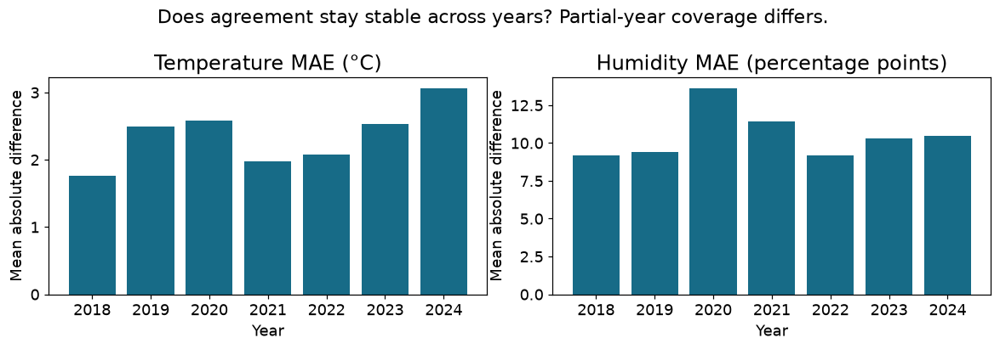 Does agreement stay stable across years? Partial-year coverage differs.
Temperature MAE (°C)
Mean absolute difference
3
2
1
0
2018 2019 2020 2021 2022 2023 2024
Year
Humidity MAE (percentage points)
Mean absolute difference
12.5
10.0
7.5
5.0
2.5
0.0
2018 2019 2020 2021 2022 2023 2024
Year